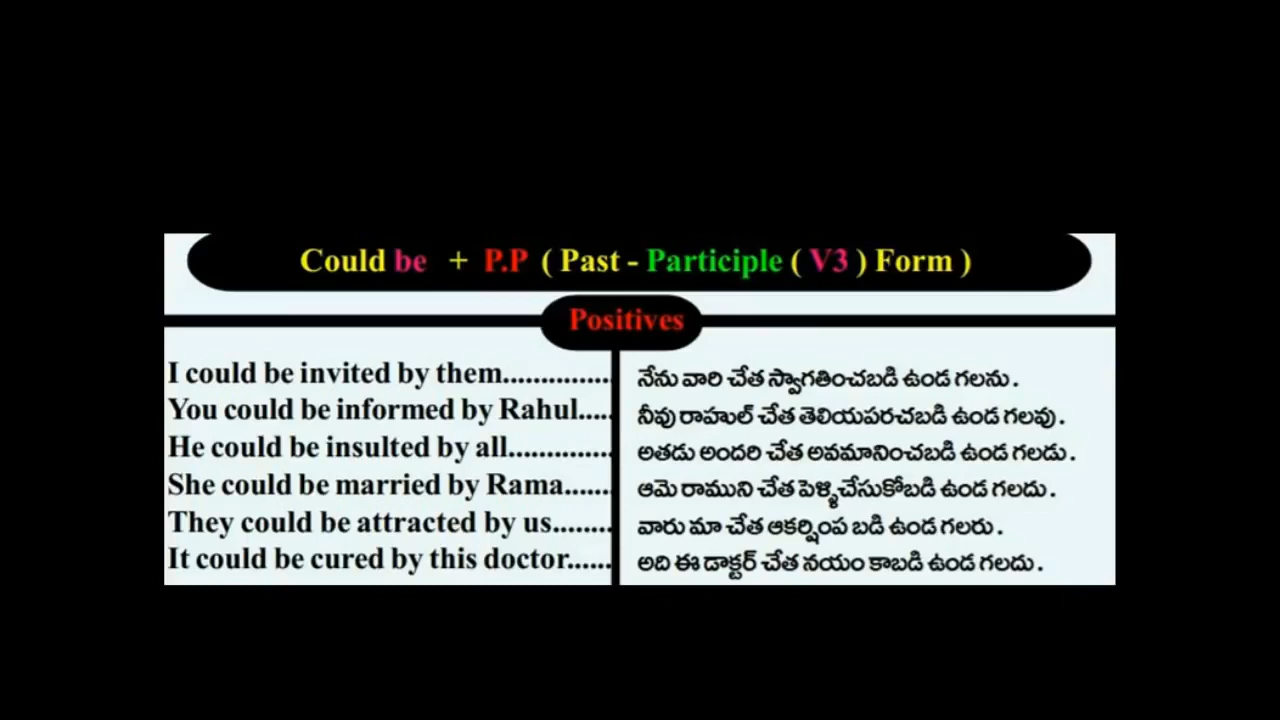 Could be + P.P ( Past - Participle ( V3 ) Form )
Positives
I could be invited by them............... నేను వారి చేత స్వాగతించబడి ఉండ గలను.
You could be informed by Rahul..... నీవు రాహుల్ చేత తెలియపరచబడి ఉండ గలవు.
He could be insulted by all.............. అతడు అందరి చేత అవమానించబడి ఉండ గలడు.
She could be married by Rama....... ఆమె రాముని చేత పెళ్ళిచేసుకోబడి ఉండ గలదు.
They could be attracted by us........ వారు మా చేత ఆకర్షింప బడి ఉండ గలరు.
It could be cured by this doctor...... అది ఈ డాక్టర్ చేత నయం కాబడి ఉండ గలదు.